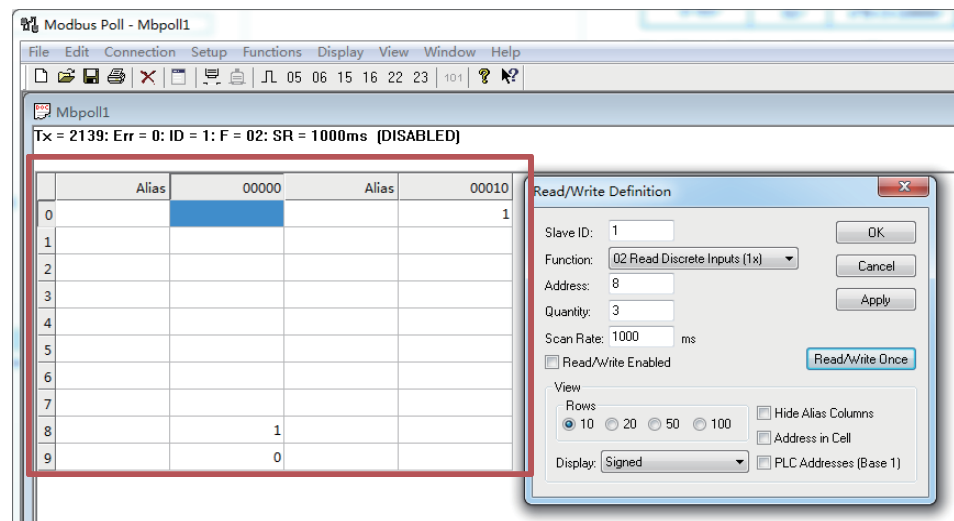 Modbus Poll - Mbpoll1
File Edit Connection Setup Functions Display View Window Help
05 06 15 16 22 23 101
Mbpoll1
Tx = 2139: Err = 0: ID = 1: F = 02: SR = 1000ms (DISABLED)
Alias 00000 Alias 00010
0 1
1
2
3
4
5
6
7
8 1
9 0
Read/Write Definition
Slave ID: 1 OK
Function: 02 Read Discrete Inputs (1x) Cancel
Address: 8
Apply
Quantity: 3
Scan Rate: 1000 ms
Read/Write Enabled Read/Write Once
View
Rows
10 20 50 100 Hide Alias Columns
Address in Cell
Display: Signed PLC Addresses (Base 1)